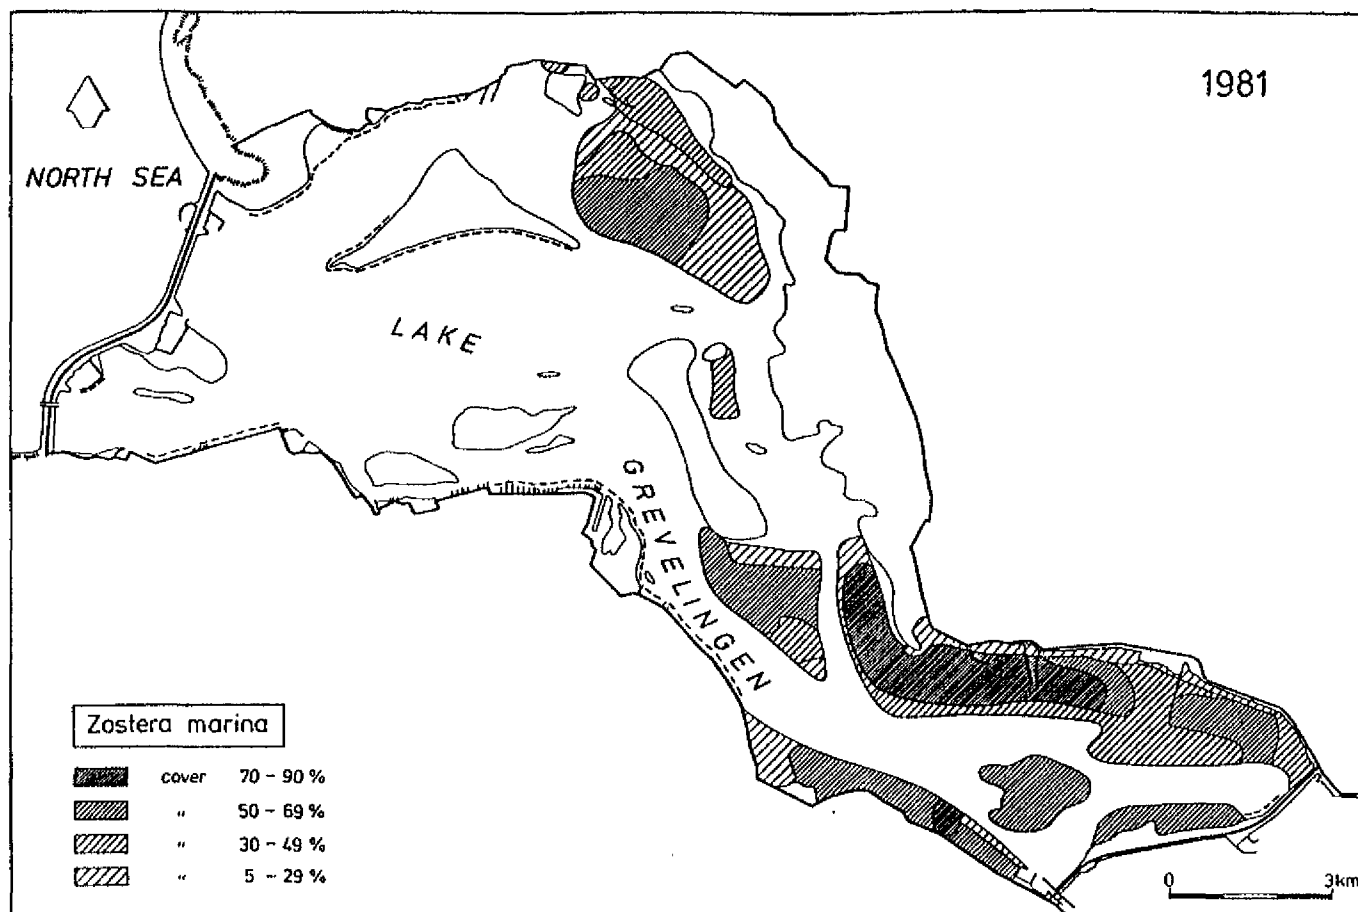 1981
NORTH SEA
LAKE
GREVELINGEN
Zostera marina
cover 70 - 90 %
" 50 - 69 %
" 30 - 49 %
" 5 - 29 %
0 3km